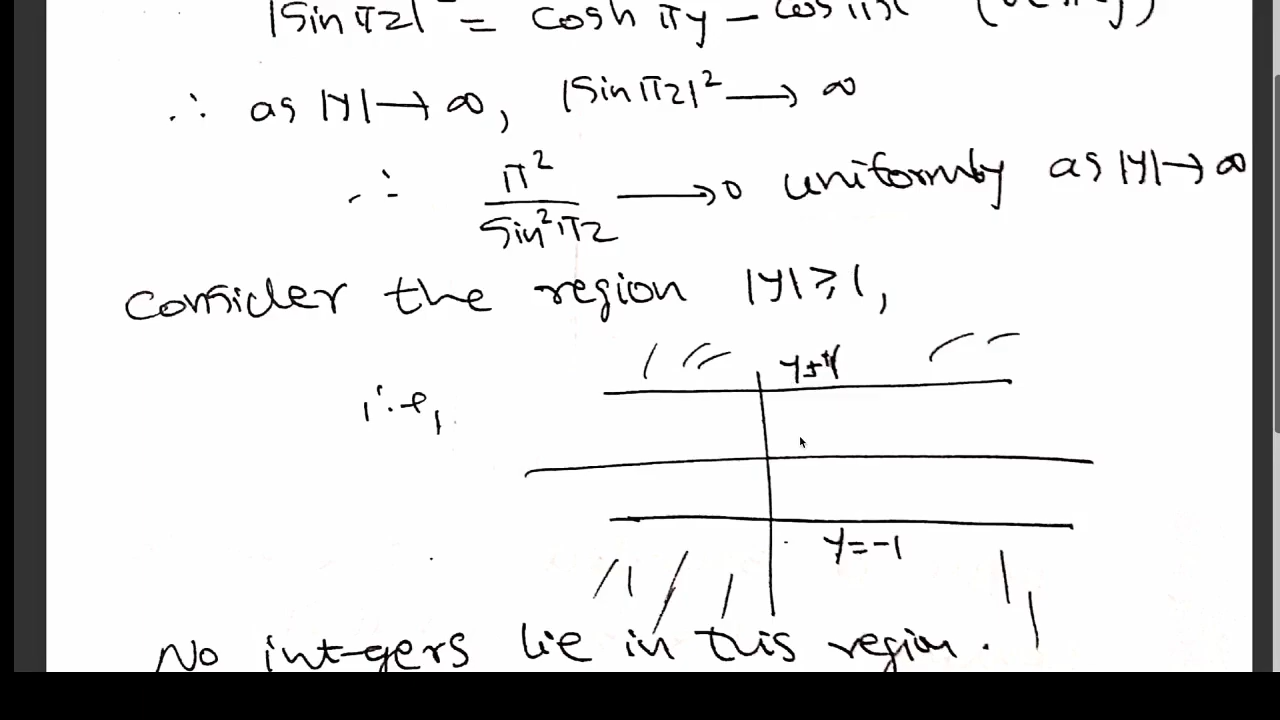 |Sin πz|² = cosh πy - cos πx
∴ as |y| → ∞, |Sin πz|² → ∞
∴ π²/Sin²πz → 0 uniformly as |y| → ∞
Consider the region |y| ≥ 1,
i.e,
y = -1
No integers lie in this region.